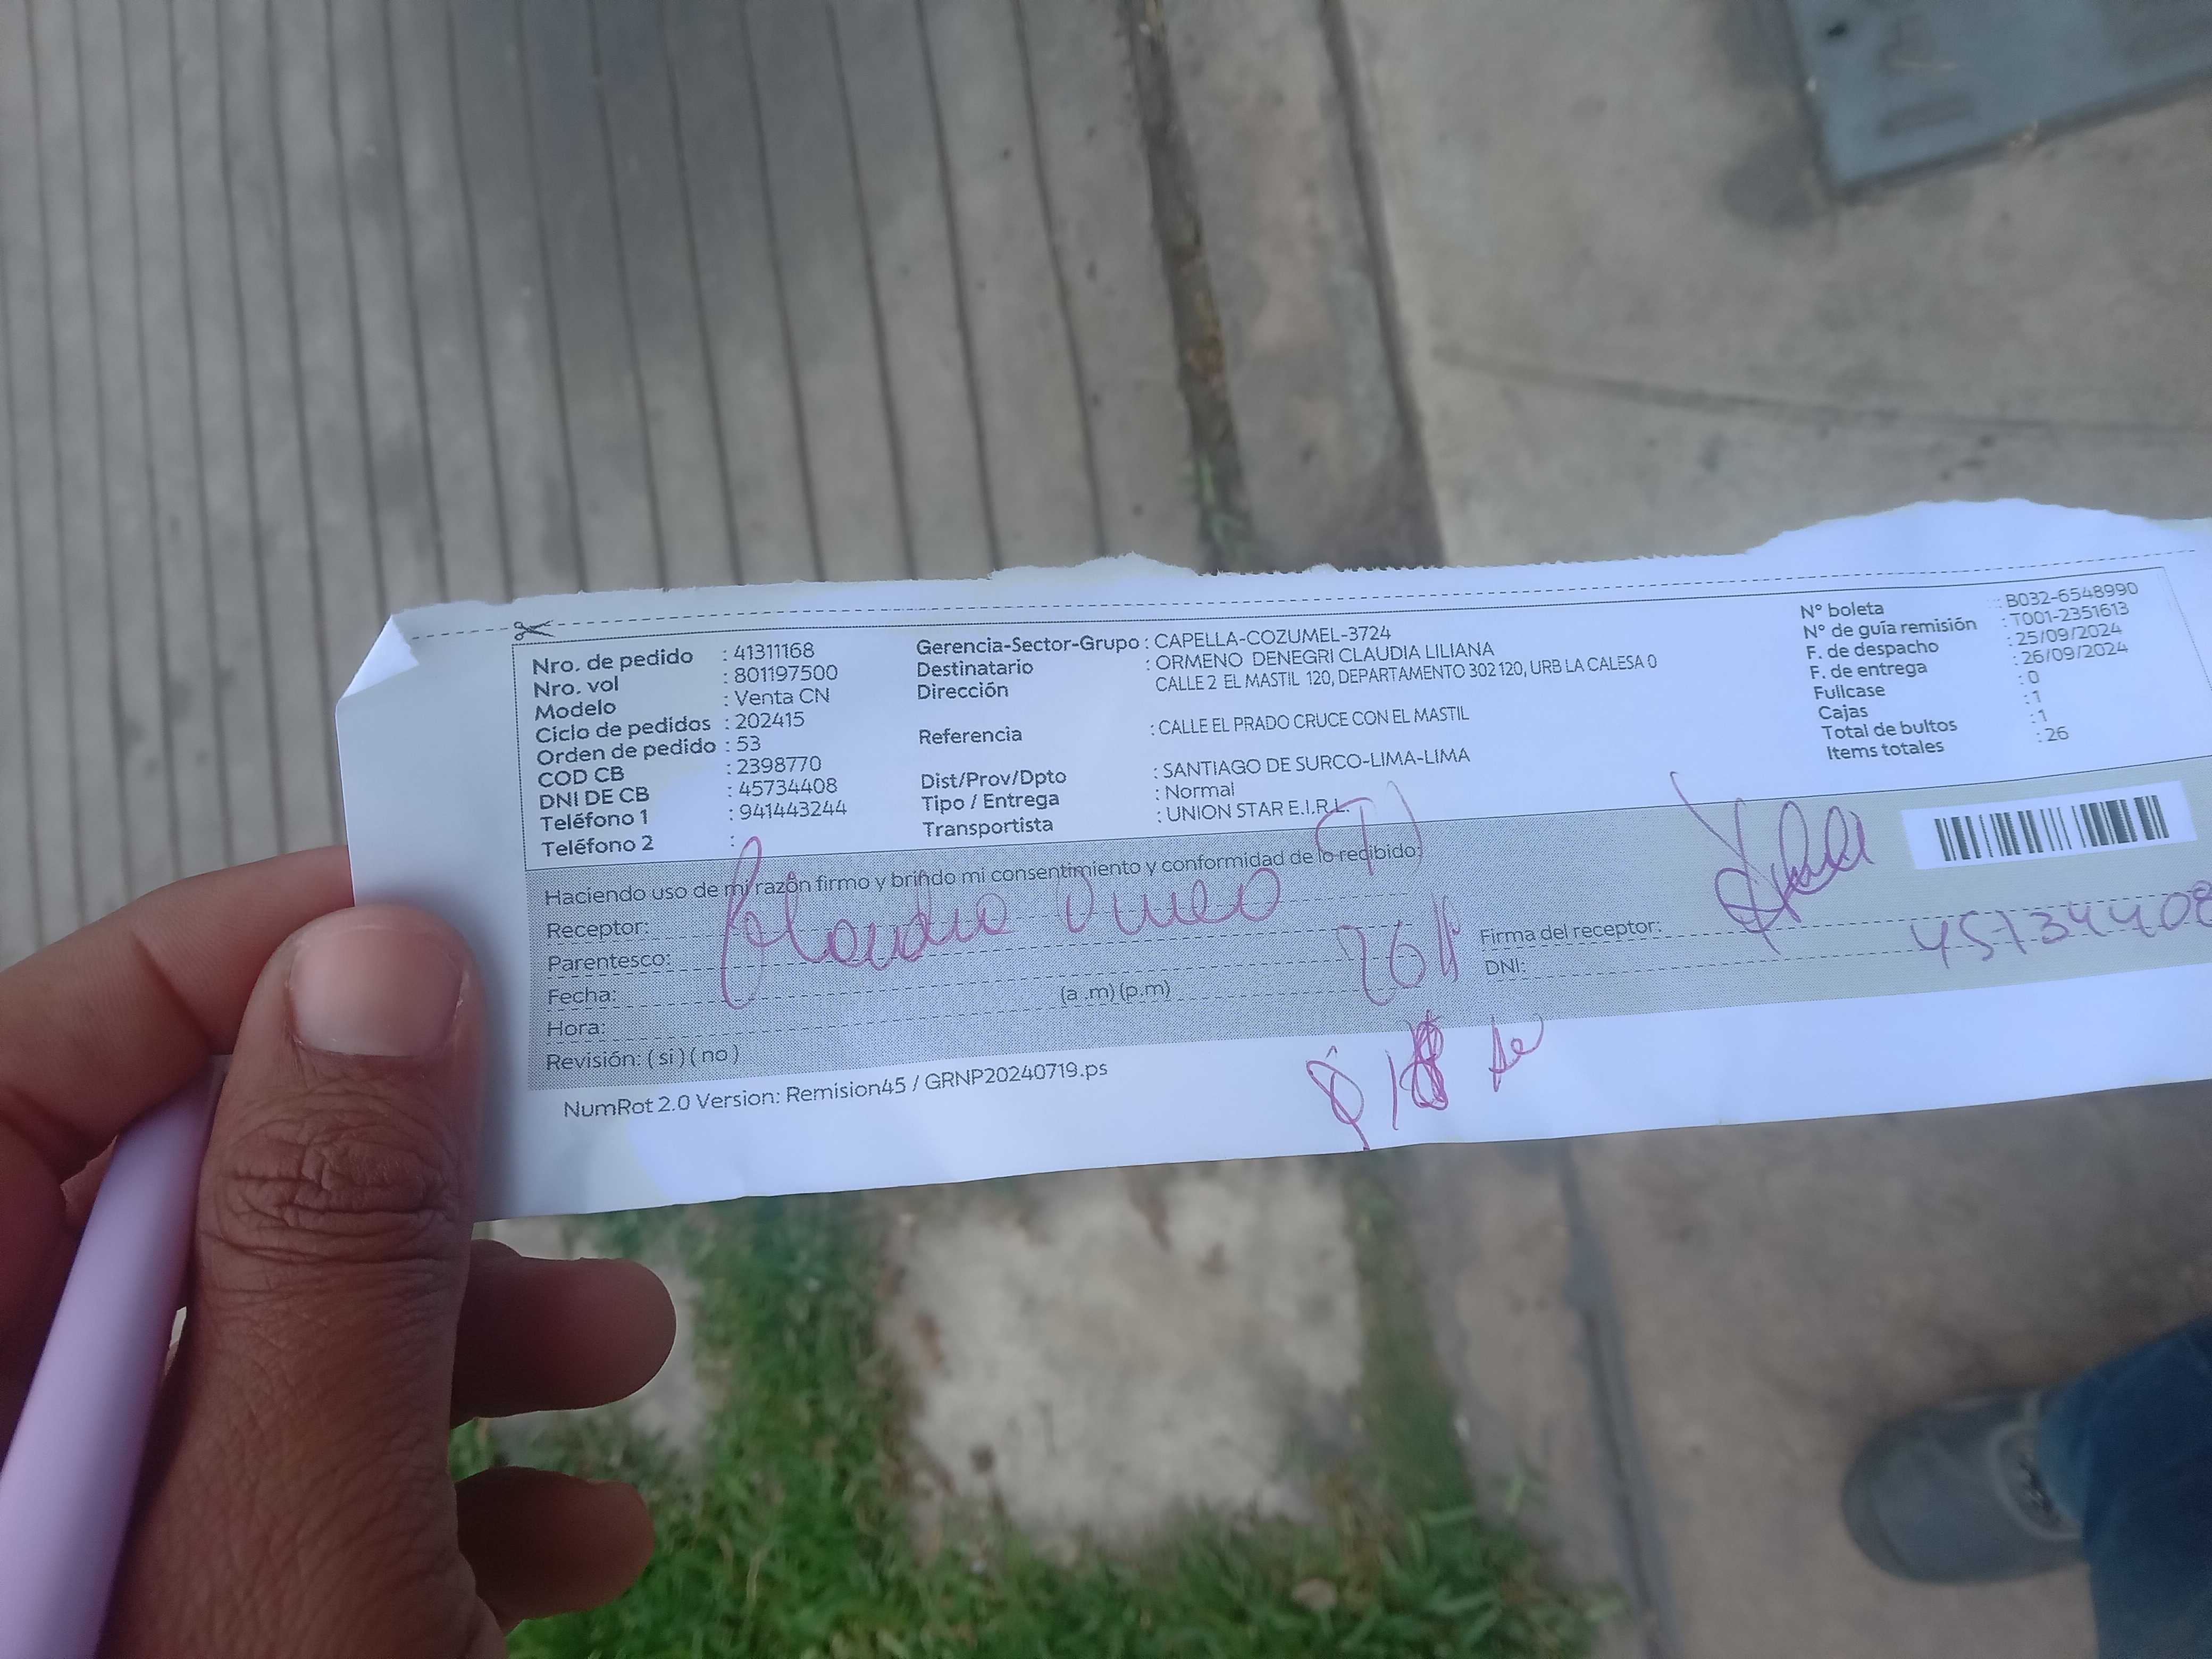 Nro. de pedido : 41311168
Nro. vol : 801197500
Modelo : Venta CN
Ciclo de pedidos : 202415
Orden de pedido : 53
COD CB : 2398770
DNI DE CB : 45734408
Teléfono 1 : 941443244
Teléfono 2 :
Gerencia-Sector-Grupo : CAPELLA-COZUMEL-3724
Destinatario : ORMENO DENEGRI CLAUDIA LILIANA
Dirección CALLE 2 EL MASTIL 120, DEPARTAMENTO 302 120, URB LA CALESA 0
Referencia : CALLE EL PRADO CRUCE CON EL MASTIL
Dist/Prov/Dpto : SANTIAGO DE SURCO-LIMA-LIMA
Tipo / Entrega : Normal
Transportista : UNION STAR E.I.R.L.
N° boleta : B032-6548990
N° de guía remisión : T001-2351613
F. de despacho : 25/09/2024
F. de entrega : 26/09/2024
Fullcase : 0
Cajas : 1
Total de bultos : 1
Items totales : 26
Haciendo uso de mi razón firmo y brindo mi consentimiento y conformidad de lo recibido:
Receptor:
Parentesco:
Fecha:
Hora: (a.m) (p.m)
Revisión: ( si ) ( no )
Firma del receptor:
DNI: 45734408
NumRot 2.0 Version: Remision45 / GRNP20240719.ps